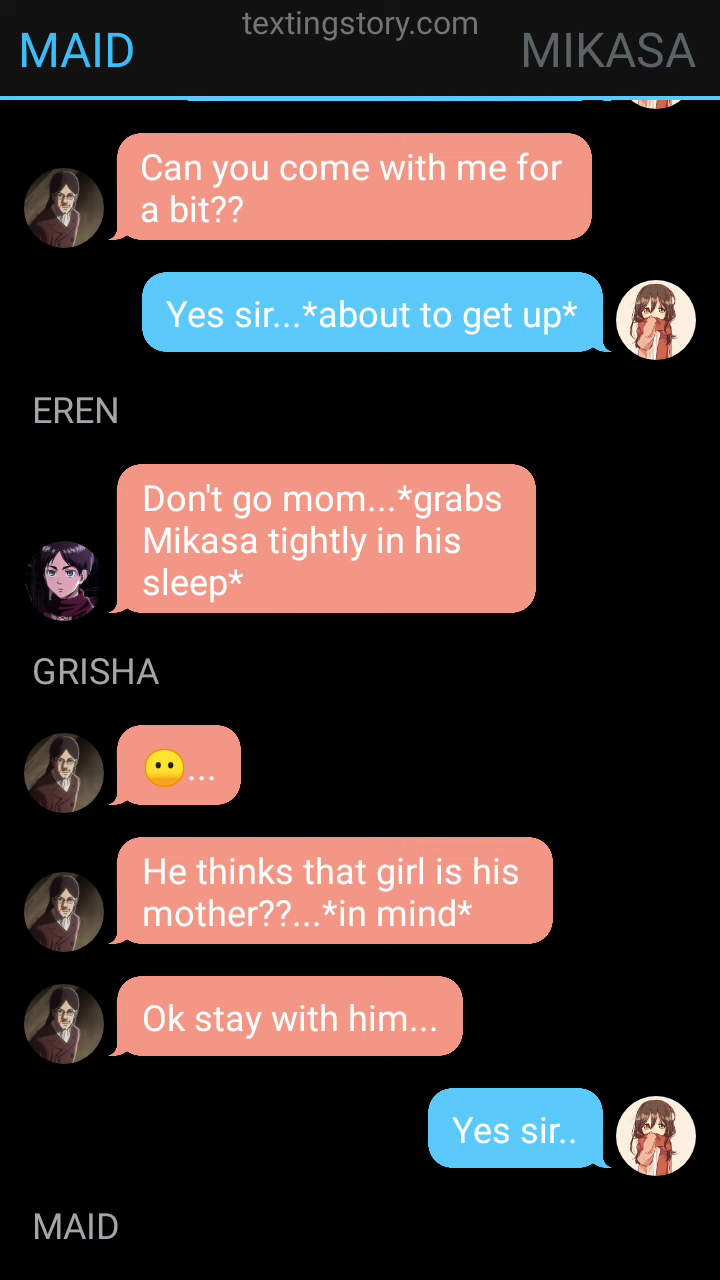 textingstory.com
MAID
MIKASA
Can you come with me for
a bit??
Yes sir...*about to get up*
EREN
Don't go mom...*grabs
Mikasa tightly in his
sleep*
GRISHA
😶...
He thinks that girl is his
mother??...*in mind*
Ok stay with him...
Yes sir..
MAID